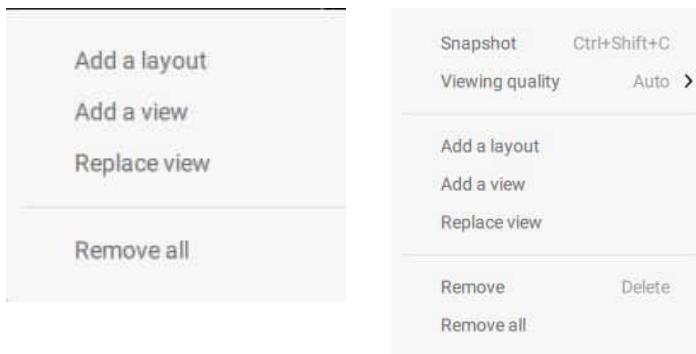 Add a layout
Add a view
Replace view
Remove all
Snapshot Ctrl+Shift+C
Viewing quality Auto >
Add a layout
Add a view
Replace view
Remove Delete
Remove all